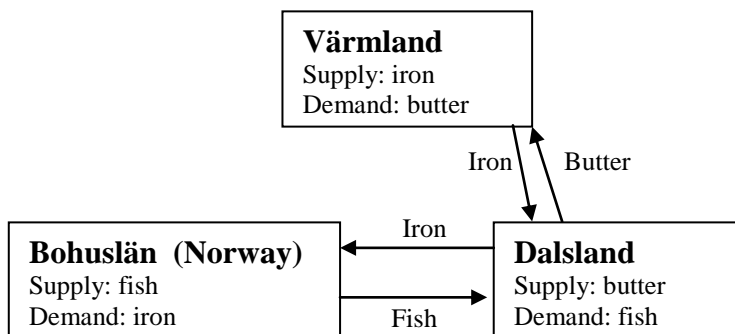 Värmland
Supply: iron
Demand: butter
Iron
Butter
Iron
Bohuslän (Norway)
Supply: fish
Demand: iron
Fish
Dalsland
Supply: butter
Demand: fish